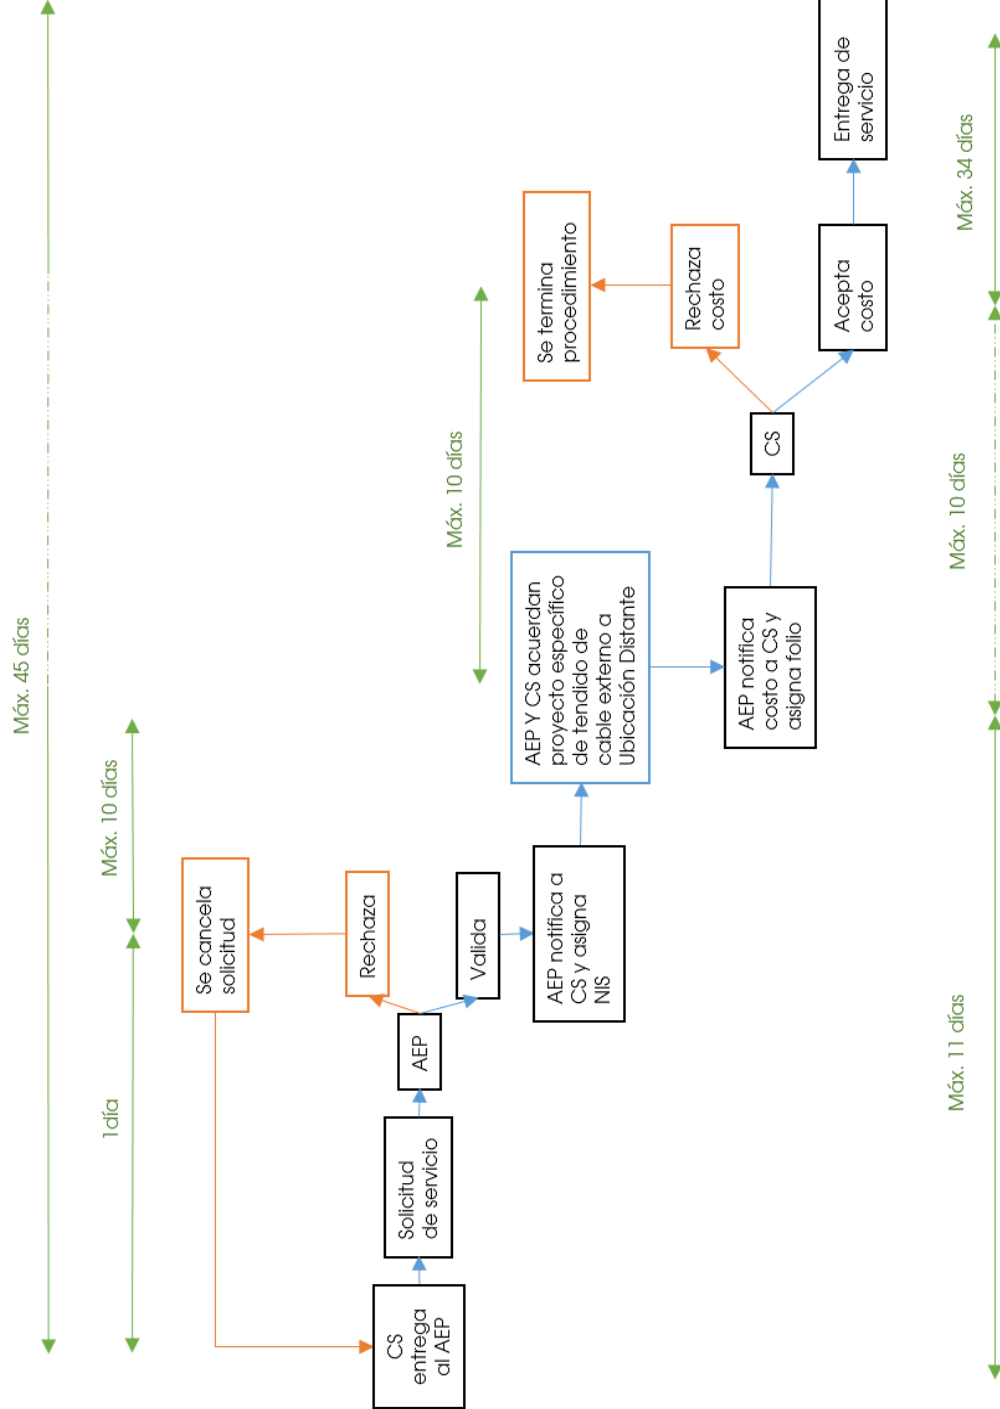 Máx. 45 días
1día
Máx. 10 días
Máx. 10 días
Se cancela
solicitud
Rechaza
CS
entrega
al AEP
Solicitud
de servicio
AEP
Valida
AEP notifica a
CS y asigna
NIS
AEP Y CS acuerdan
proyecto específico
de tendido de
cable externo a
Ubicación Distante
AEP notifica
costo a CS y
asigna folio
CS
Se termina
procedimiento
Rechaza
costo
Acepta
costo
Entrega de
servicio
Máx. 11 días
Máx. 10 días
Máx. 34 días